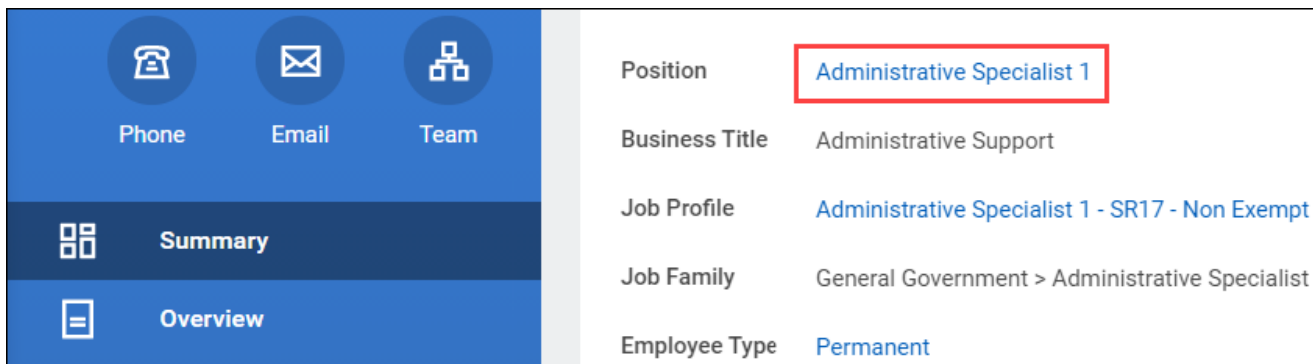 Phone Email Team
Summary
Overview
Position Administrative Specialist 1
Business Title Administrative Support
Job Profile Administrative Specialist 1 - SR17 - Non Exempt
Job Family General Government > Administrative Specialist
Employee Type Permanent